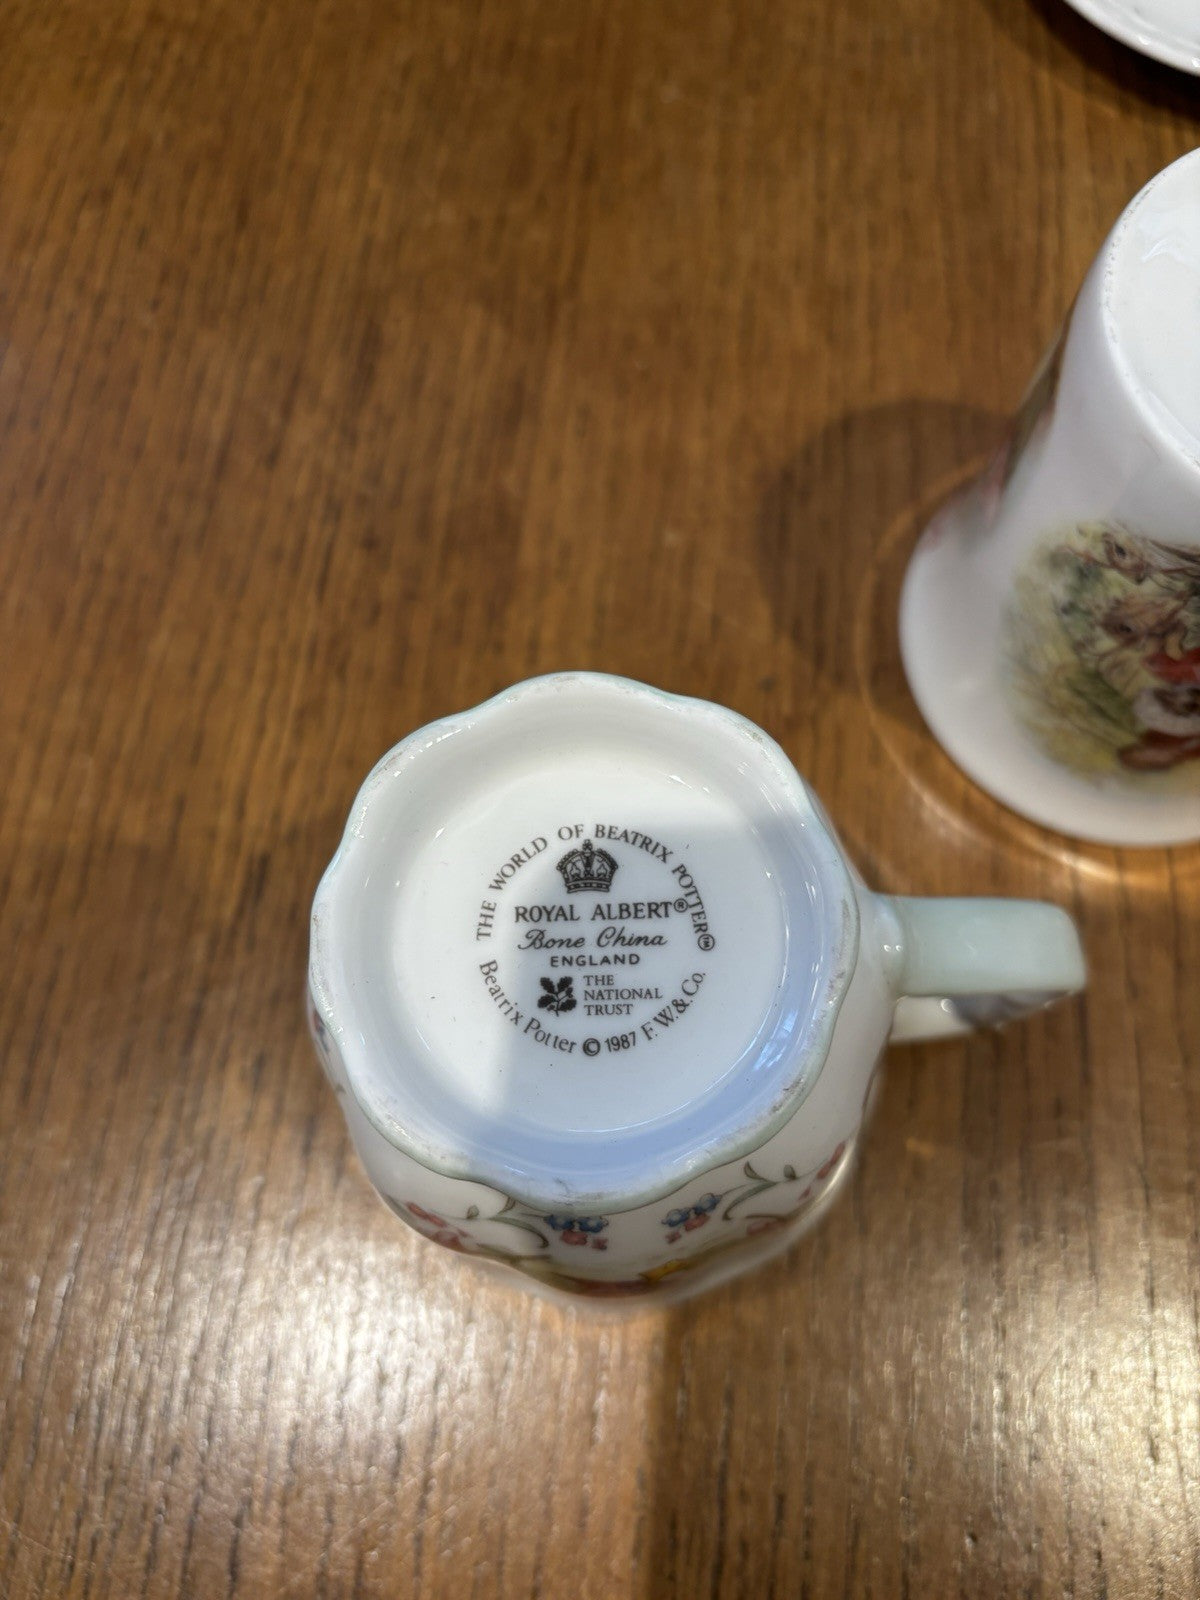 THE WORLD OF BEATRIX POTTER™
ROYAL ALBERT®
Bone China
ENGLAND
THE
NATIONAL
TRUST
Beatrix Potter © 1987 F.W.& Co.